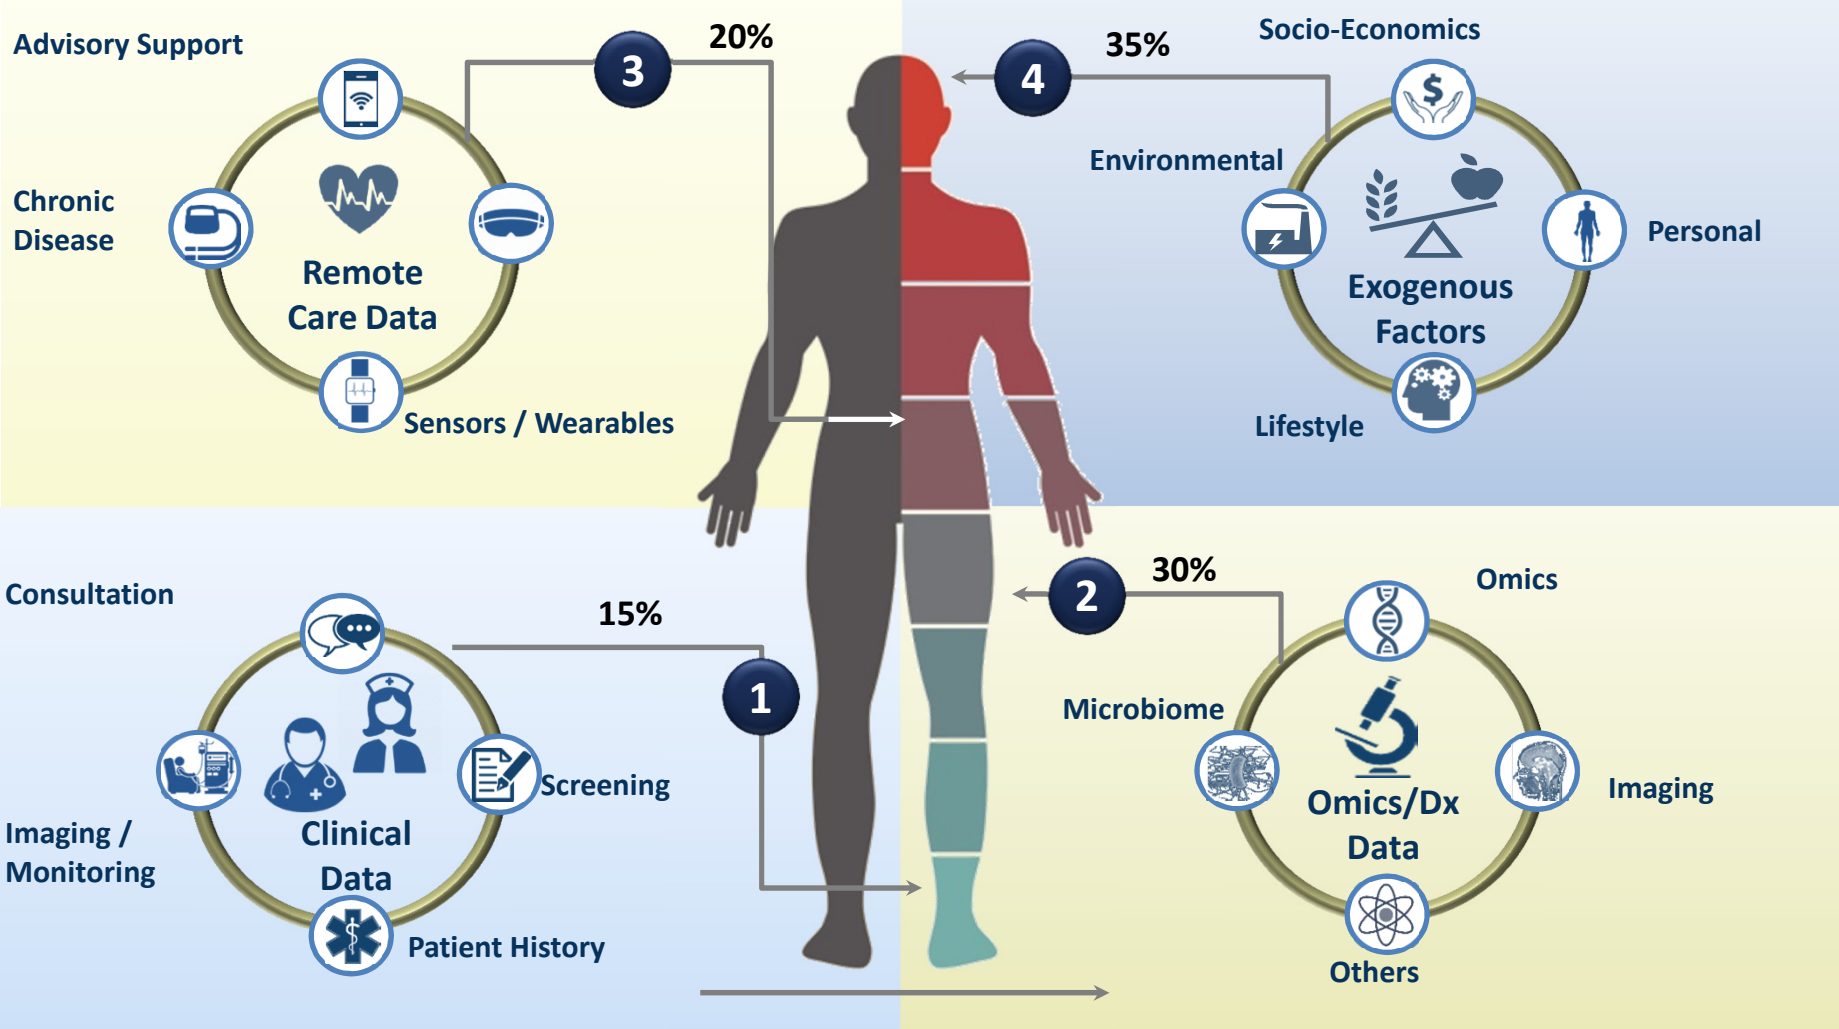 Advisory Support
3
20%
Chronic
Disease
Remote
Care Data
Sensors / Wearables
4
35%
Socio-Economics
$
Environmental
Personal
Exogenous
Factors
Lifestyle
Consultation
15%
1
Screening
Clinical
Data
Imaging /
Monitoring
Patient History
2
30%
Omics
Microbiome
Omics/Dx
Data
Imaging
Others